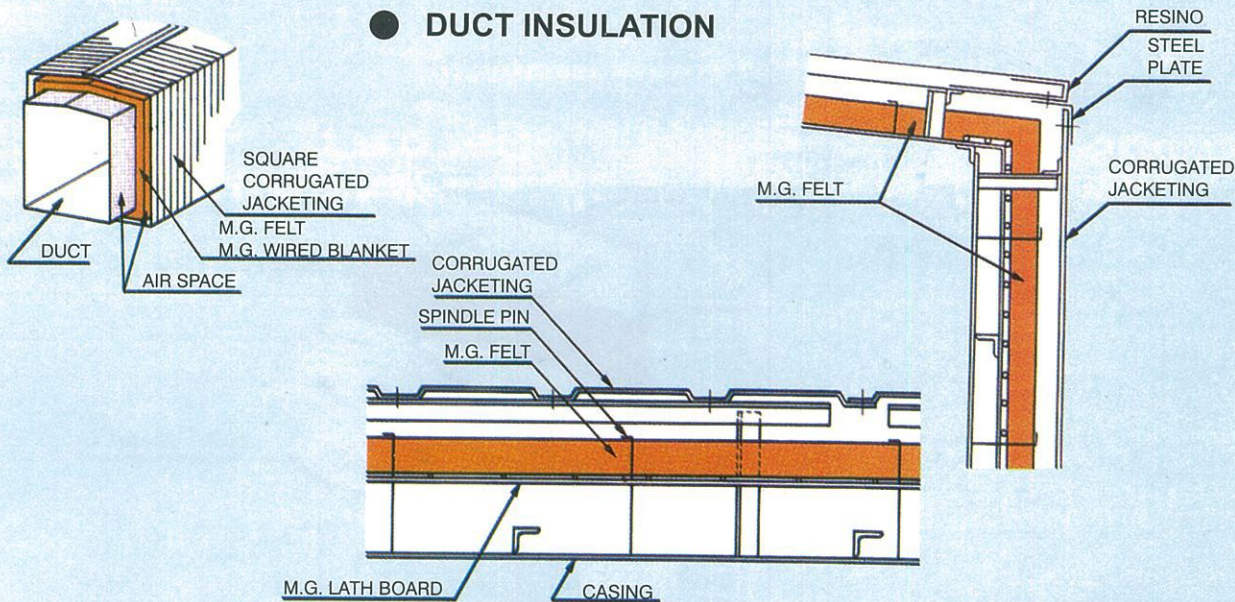 ● DUCT INSULATION
SQUARE
CORRUGATED
JACKETING
M.G. FELT
M.G. WIRED BLANKET
DUCT
AIR SPACE
RESINO
STEEL
PLATE
CORRUGATED
JACKETING
M.G. FELT
CORRUGATED
JACKETING
SPINDLE PIN
M.G. FELT
M.G. LATH BOARD
CASING